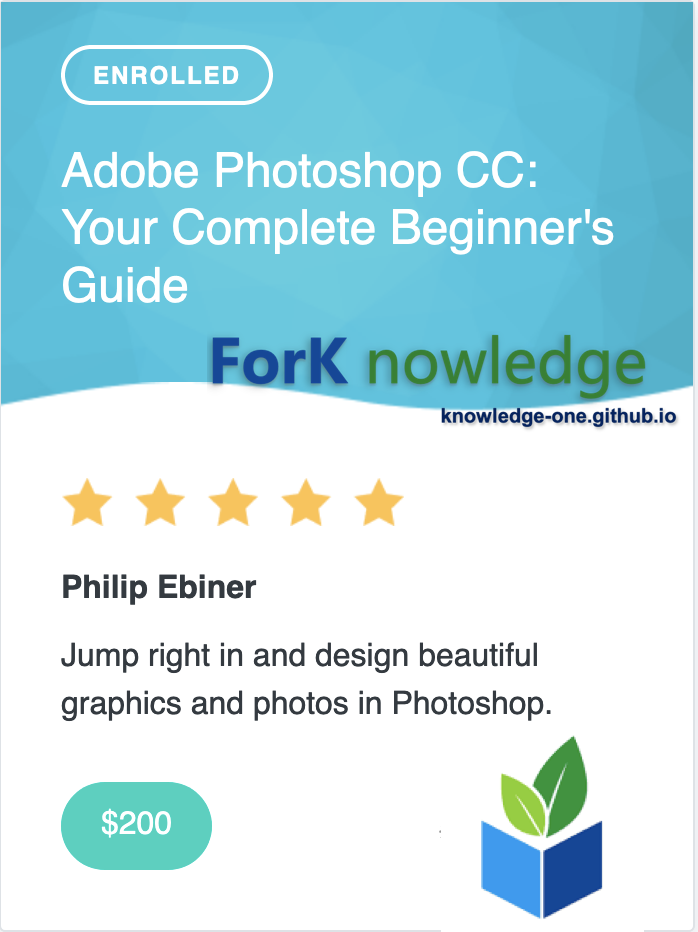 ENROLLED
Adobe Photoshop CC:
Your Complete Beginner's
Guide
ForK nowledge
knowledge-one.github.io
Philip Ebiner
Jump right in and design beautiful
graphics and photos in Photoshop.
$200